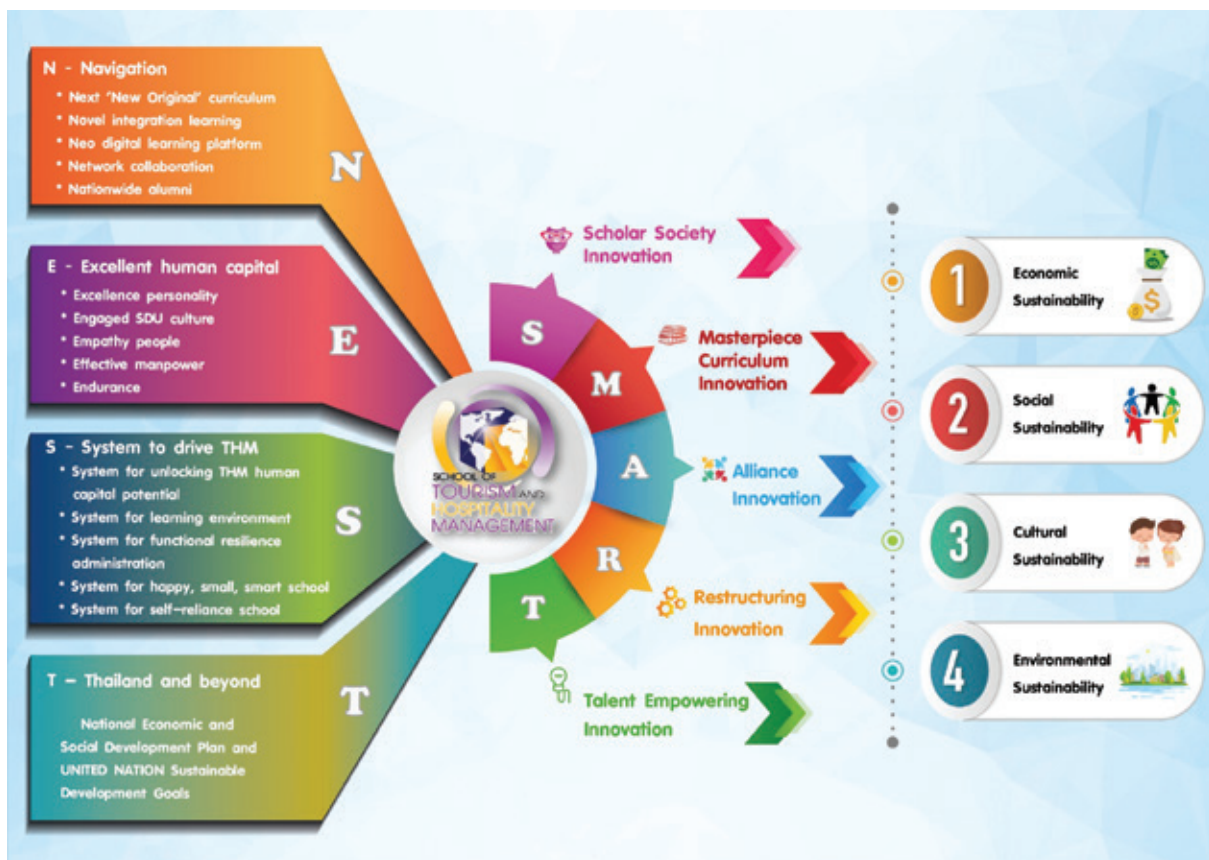 N - Navigation
* Next 'New Original' curriculum
* Novel integration learning
* Neo digital learning platform
* Network collaboration
* Nationwide alumni
N
E - Excellent human capital
* Excellence personality
* Engaged SDU culture
* Empathy people
* Effective manpower
* Endurance
E
S - System to drive THM
* System for unlocking THM human
capital potential
* System for learning environment
* System for functional resilience
administration
* System for happy, small, smart school
* System for self-reliance school
S
T - Thailand and beyond
National Economic and
Social Development Plan and
UNITED NATION Sustainable
Development Goals
T
SCHOOL OF
TOURISM AND
HOSPITALITY
MANAGEMENT
S
M
A
R
T
Scholar Society
Innovation
Masterpiece
Curriculum
Innovation
Alliance
Innovation
Restructuring
Innovation
Talent Empowering
Innovation
1
Economic
Sustainability
$
2
Social
Sustainability
3
Cultural
Sustainability
4
Environmental
Sustainability